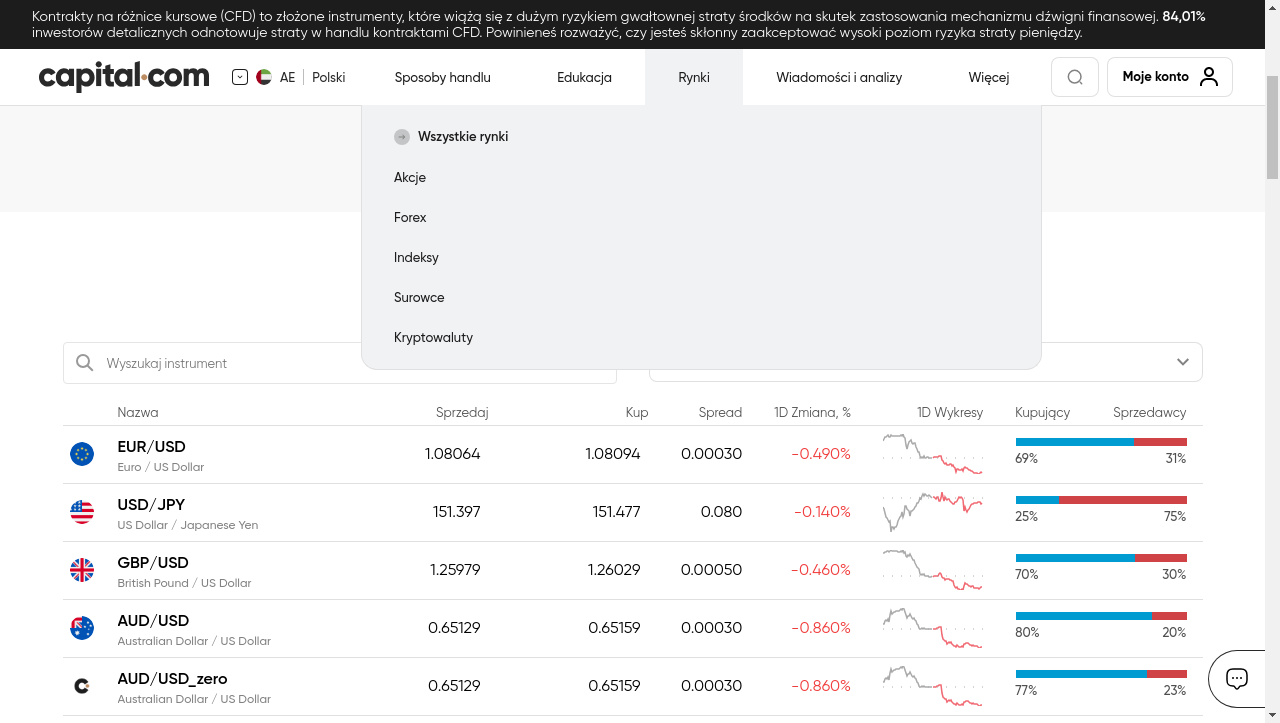 Kontrakty na różnice kursowe (CFD) to złożone instrumenty, które wiążą się z dużym ryzykiem gwałtownej straty środków na skutek zastosowania mechanizmu dźwigni finansowej. 84,01%
inwestorów detalicznych odnotowuje straty w handlu kontraktami CFD. Powinieneś rozważyć, czy jesteś skłonny zaakceptować wysoki poziom ryzyka straty pieniędzy.
capital.com AE Polski Sposoby handlu Edukacja Rynki Wiadomości i analizy Więcej Moje konto
Wszystkie rynki
Akcje
Forex
Indeksy
Surowce
Kryptowaluty
Wyszukaj instrument
Nazwa Sprzedaj Kup Spread 1D Zmiana, % 1D Wykresy Kupujący Sprzedawcy
EUR/USD 1.08064 1.08094 0.00030 -0.490%
Euro / US Dollar 69% 31%
USD/JPY 151.397 151.477 0.080 -0.140%
US Dollar / Japanese Yen 25% 75%
GBP/USD 1.25979 1.26029 0.00050 -0.460%
British Pound / US Dollar 70% 30%
AUD/USD 0.65129 0.65159 0.00030 -0.860%
Australian Dollar / US Dollar 80% 20%
AUD/USD_zero 0.65129 0.65159 0.00030 -0.860%
Australian Dollar / US Dollar 77% 23%